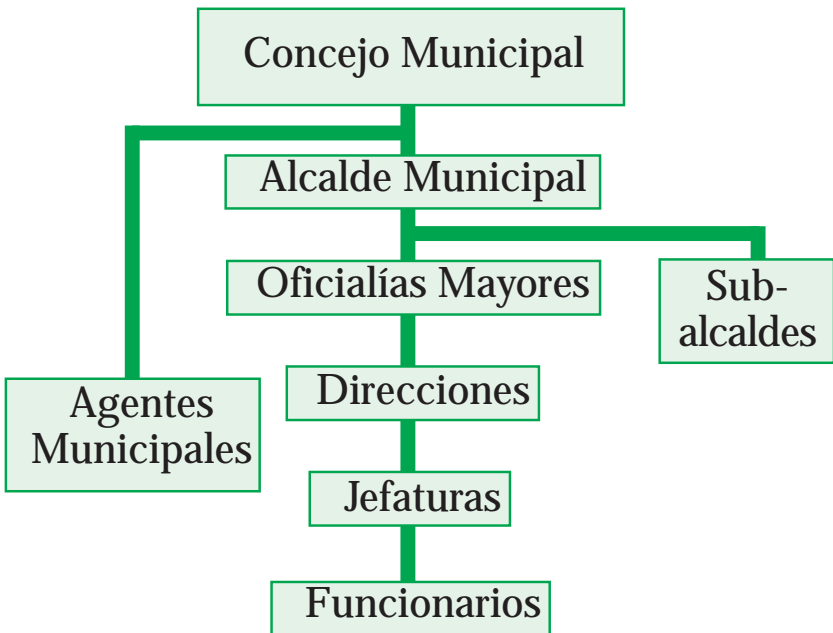 Concejo Municipal
Alcalde Municipal
Oficialías Mayores
Sub-
alcaldes
Direcciones
Agentes
Municipales
Jefaturas
Funcionarios